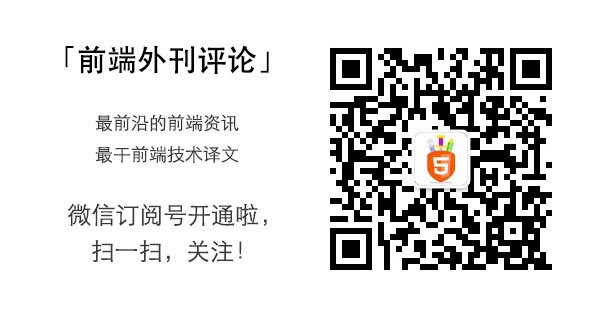 「前端外刊评论」
最前沿的前端资讯
最干前端技术译文
微信订阅号开通啦，
扫一扫，关注！
5